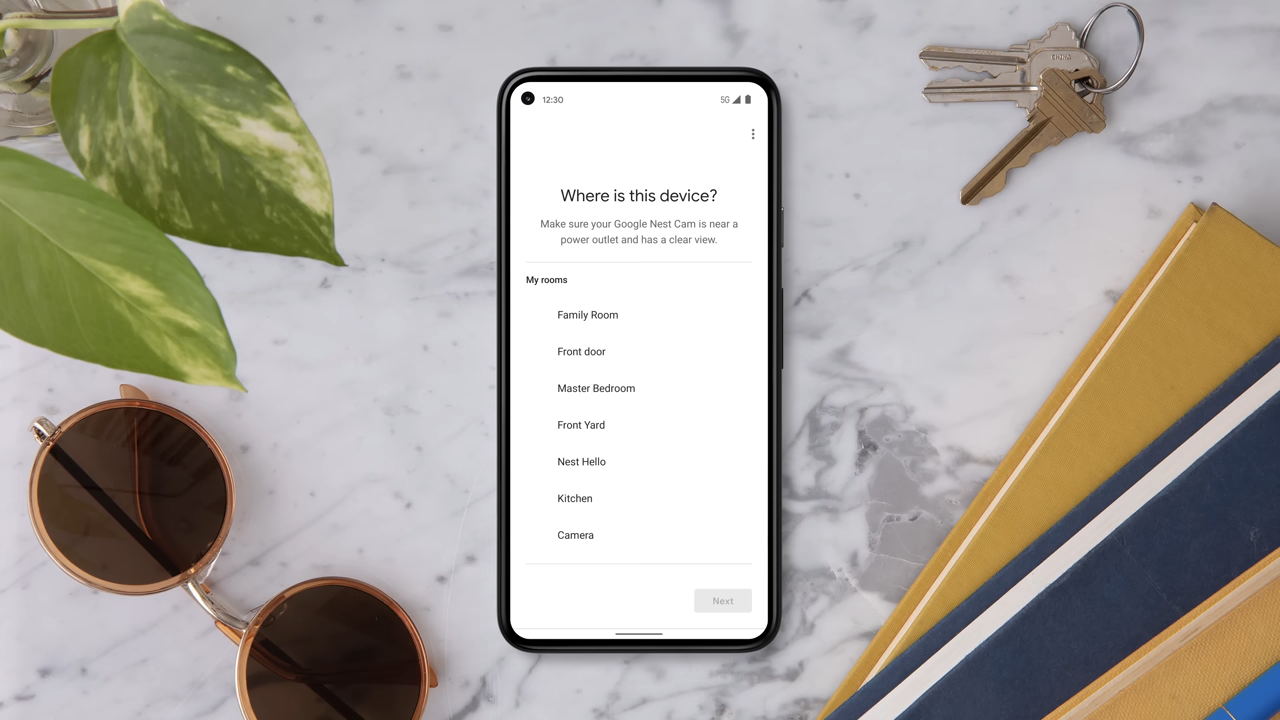 12:30
5G
Where is this device?
Make sure your Google Nest Cam is near a
power outlet and has a clear view.
My rooms
Family Room
Front door
Master Bedroom
Front Yard
Nest Hello
Kitchen
Camera
Next